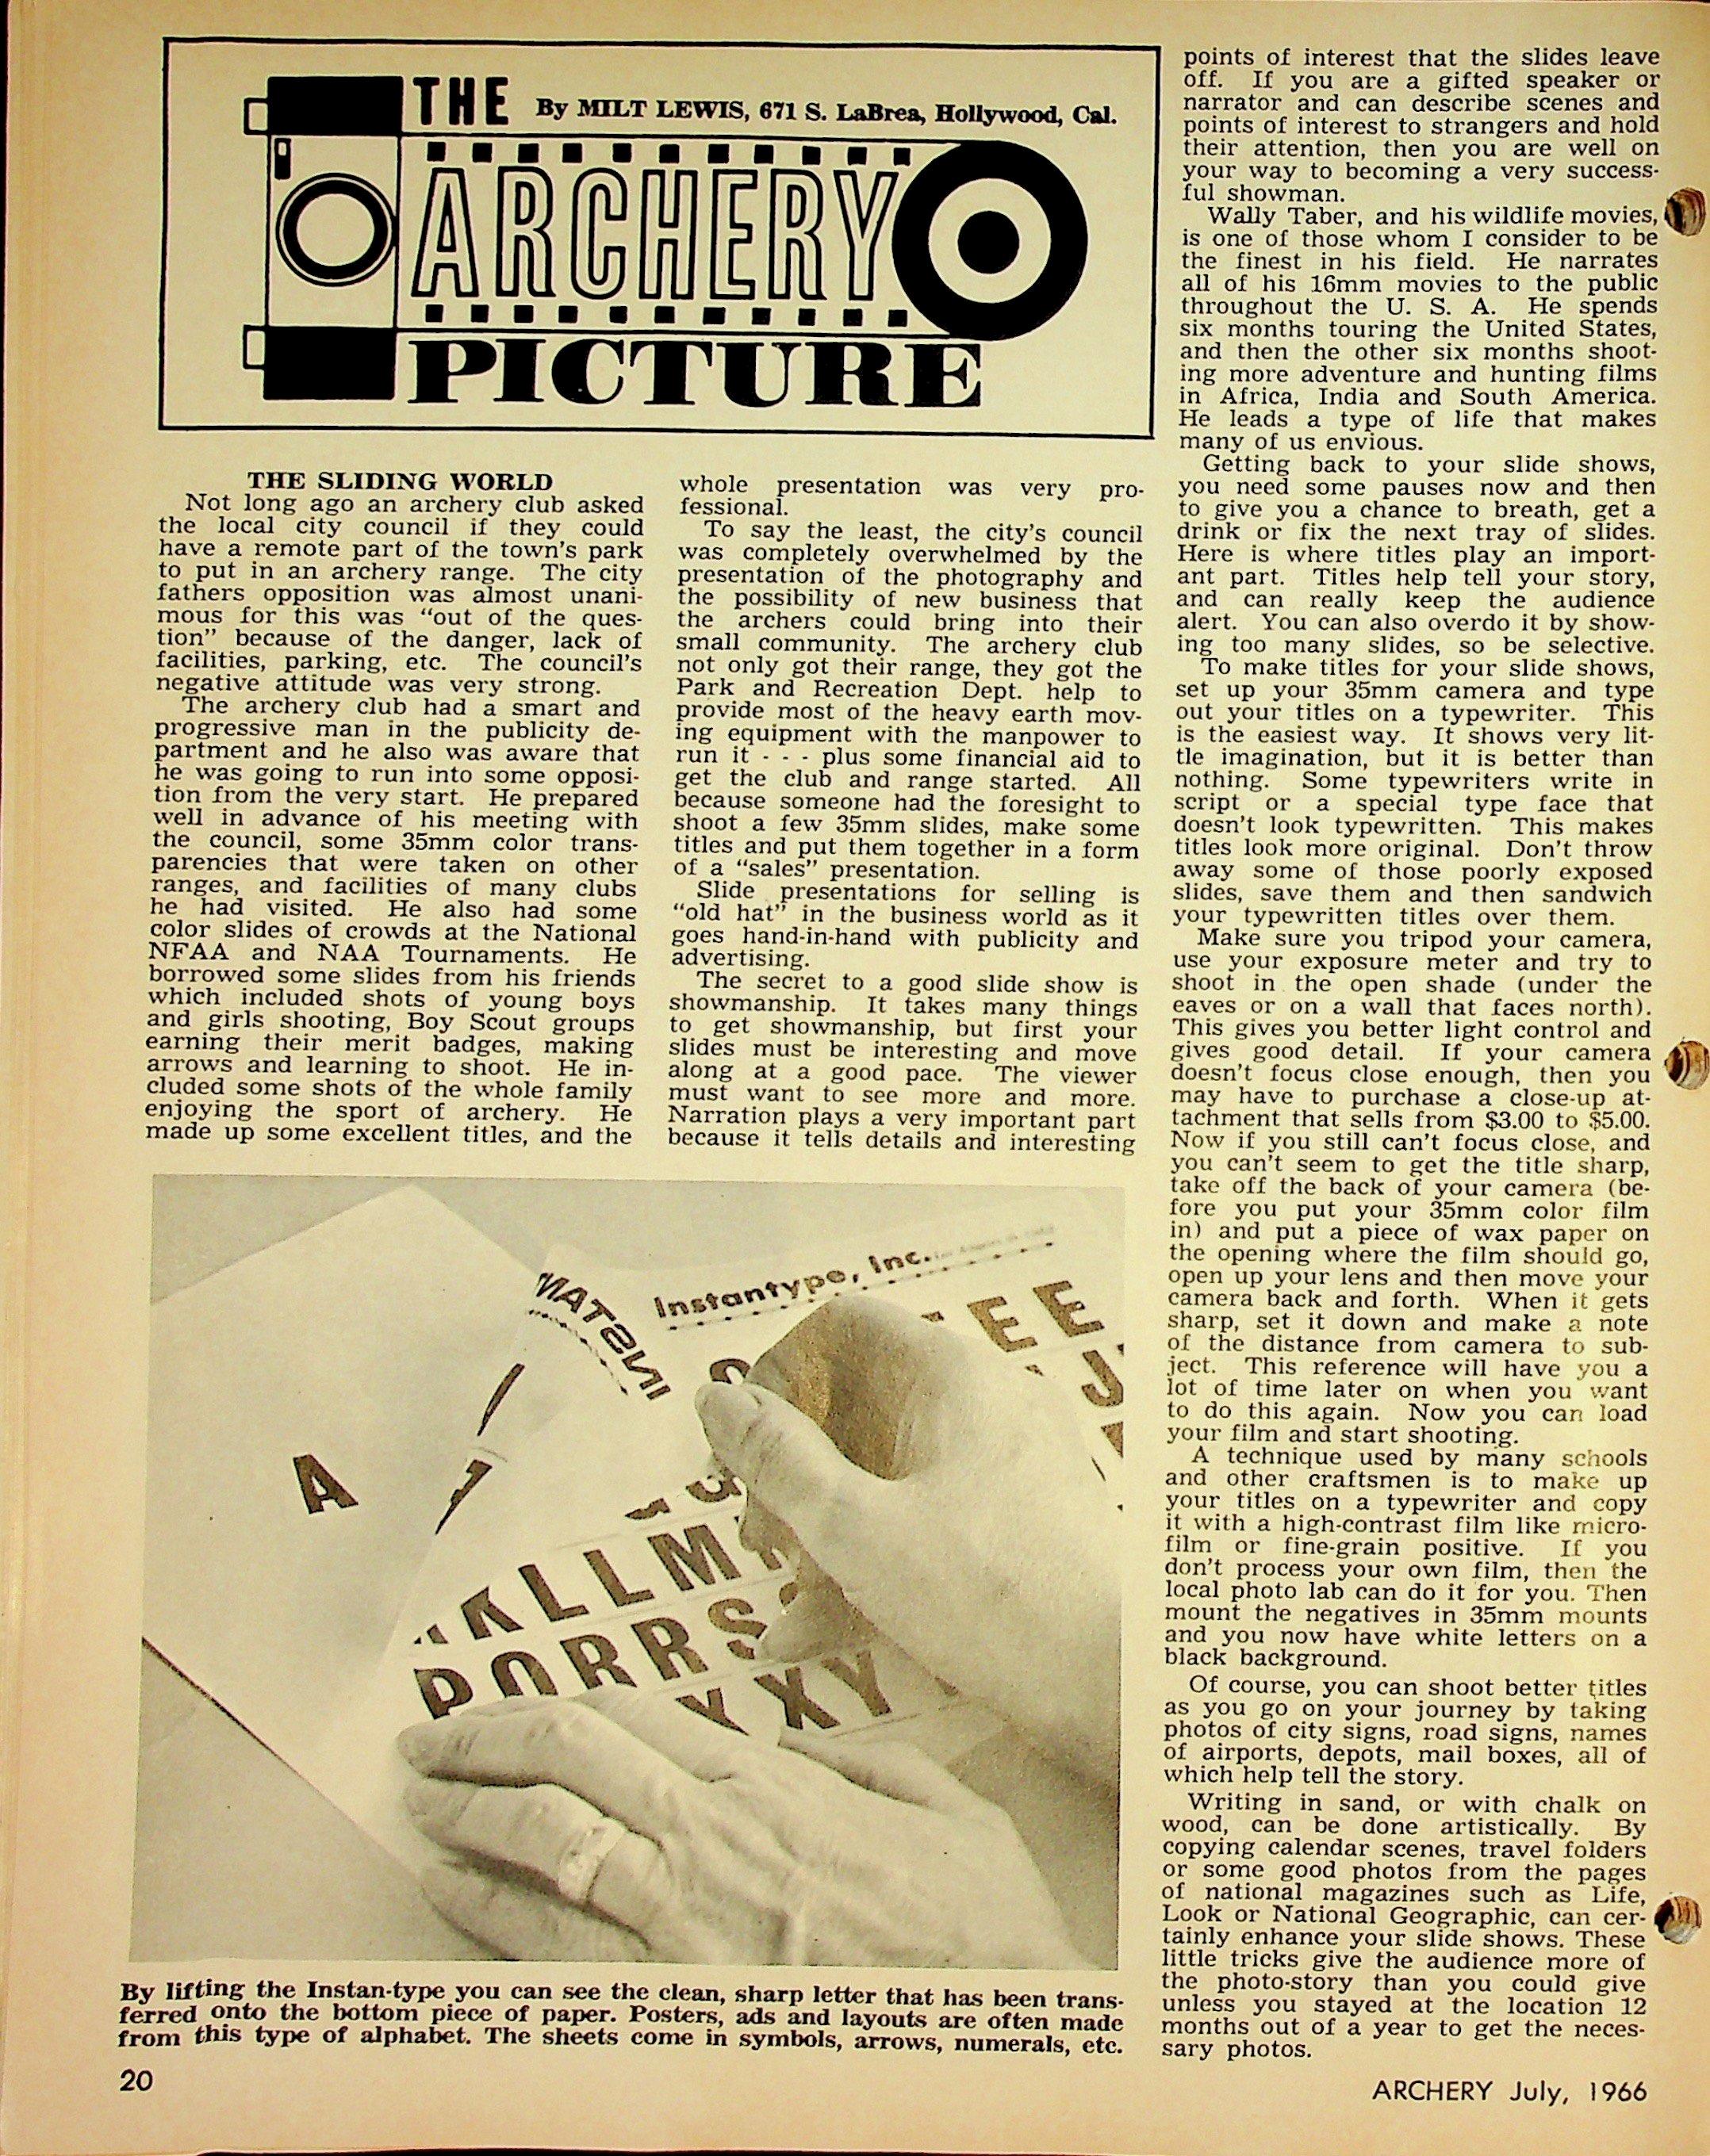 THE
By MILT LEWIS, 671 S. LaBrea, Hollywood, Cal.
ARCHERY
PICTURE
THE SLIDING WORLD
Not long ago an archery club asked
the local city council if they could
have a remote part of the town's park
to put in an archery range. The city
fathers opposition was almost unani-
mous for this was "out of the ques-
tion" because of the danger, lack of
facilities, parking, etc. The council's
negative attitude was very strong.
The archery club had a smart and
progressive man in the publicity de-
partment and he also was aware that
he was going to run into some opposi-
tion from the very start. He prepared
well in advance of his meeting with
the council, some 35mm color trans-
parencies that were taken on other
ranges, and facilities of many clubs
he had visited. He also had some
color slides of crowds at the National
NFAA and NAA Tournaments. He
borrowed some slides from his friends
which included shots of young boys
and girls shooting, Boy Scout groups
earning their merit badges, making
arrows and learning to shoot. He in-
cluded some shots of the whole family
enjoying the sport of archery. He
made up some excellent titles, and the
whole presentation was very pro-
fessional.
To say the least, the city's council
was completely overwhelmed by the
presentation of the photography and
the possibility of new business that
the archers could bring into their
small community. The archery club
not only got their range, they got the
Park and Recreation Dept. help to
provide most of the heavy earth mov-
ing equipment with the manpower to
run it - - - plus some financial aid to
get the club and range started. All
because someone had the foresight to
shoot a few 35mm slides, make some
titles and put them together in a form
of a "sales" presentation.
Slide presentations for selling is
"old hat" in the business world as it
goes hand-in-hand with publicity and
advertising.
The secret to a good slide show is
showmanship. It takes many things
to get showmanship, but first your
slides must be interesting and move
along at a good pace. The viewer
must want to see more and more.
Narration plays a very important part
because it tells details and interesting
points of interest that the slides leave
off. If you are a gifted speaker or
narrator and can describe scenes and
points of interest to strangers and hold
their attention, then you are well on
your way to becoming a very success-
ful showman.
Wally Taber, and his wildlife movies,
is one of those whom I consider to be
the finest in his field. He narrates
all of his 16mm movies to the public
throughout the U. S. A. He spends
six months touring the United States,
and then the other six months shoot-
ing more adventure and hunting films
in Africa, India and South America.
He leads a type of life that makes
many of us envious.
Getting back to your slide shows,
you need some pauses now and then
to give you a chance to breath, get a
drink or fix the next tray of slides.
Here is where titles play an import-
ant part. Titles help tell your story,
and can really keep the audience
alert. You can also overdo it by show-
ing too many slides, so be selective.
To make titles for your slide shows,
set up your 35mm camera and type
out your titles on a typewriter. This
is the easiest way. It shows very lit-
tle imagination, but it is better than
nothing. Some typewriters write in
script or a special type face that
doesn't look typewritten. This makes
titles look more original. Don't throw
away some of those poorly exposed
slides, save them and then sandwich
your typewritten titles over them.
Make sure you tripod your camera,
use your exposure meter and try to
shoot in the open shade (under the
eaves or on a wall that faces north).
This gives you better light control and
gives good detail. If your camera
doesn't focus close enough, then you
may have to purchase a close-up at-
tachment that sells from $3.00 to $5.00.
Now if you still can't focus close, and
you can't seem to get the title sharp,
take off the back of your camera (be-
fore you put your 35mm color film
in) and put a piece of wax paper on
the opening where the film should go,
open up your lens and then move your
camera back and forth. When it gets
sharp, set it down and make a note
of the distance from camera to sub-
ject. This reference will have you a
lot of time later on when you want
to do this again. Now you can load
your film and start shooting.
A technique used by many schools
and other craftsmen is to make up
your titles on a typewriter and copy
it with a high-contrast film like micro-
film or fine-grain positive. If you
don't process your own film, then the
local photo lab can do it for you. Then
mount the negatives in 35mm mounts
and you now have white letters on a
black background.
Of course, you can shoot better titles
as you go on your journey by taking
photos of city signs, road signs, names
of airports, depots, mail boxes, all of
which help tell the story.
Writing in sand, or with chalk on
wood, can be done artistically. By
copying calendar scenes, travel folders
or some good photos from the pages
of national magazines such as Life,
Look or National Geographic, can cer-
tainly enhance your slide shows. These
little tricks give the audience more of
the photo-story than you could give
unless you stayed at the location 12
months out of a year to get the neces-
sary photos.
Instantype, Inc.
INSTAN
E E
J
A
KLLM
PQRRS
XXY
By lifting the Instan-type you can see the clean, sharp letter that has been trans-
ferred onto the bottom piece of paper. Posters, ads and layouts are often made
from this type of alphabet. The sheets come in symbols, arrows, numerals, etc.
20
ARCHERY July, 1966